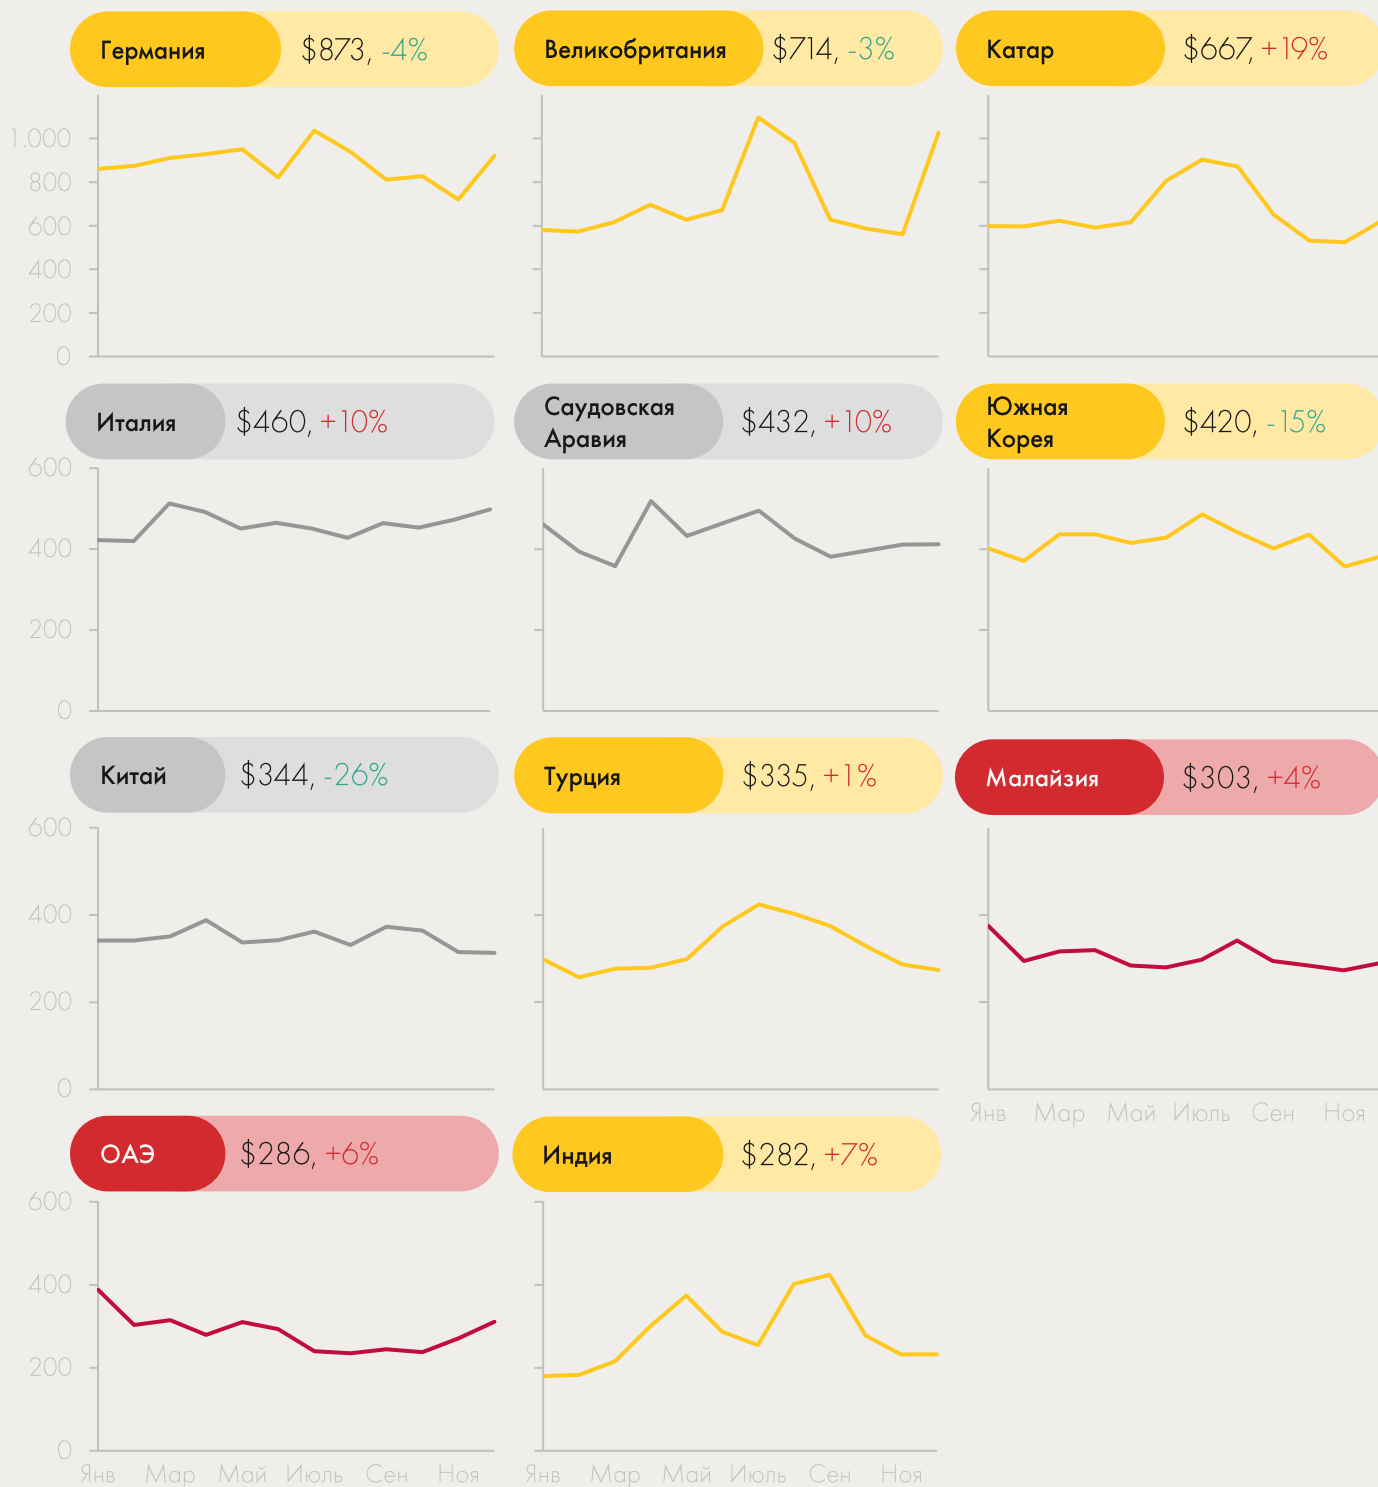 Германия $873, -4%
Великобритания $714, -3%
Катар $667, +19%
1.000
800
600
400
200
0
Италия $460, +10%
Саудовская
Аравия
$432, +10%
Южная
Корея
$420, -15%
600
400
200
0
Китай $344, -26%
Турция $335, +1%
Малайзия $303, +4%
600
400
200
0
Янв Мар Май Июль Сен Ноя
ОАЭ $286, +6%
Индия $282, +7%
600
400
200
0
Янв Мар Май Июль Сен Ноя
Янв Мар Май Июль Сен Ноя